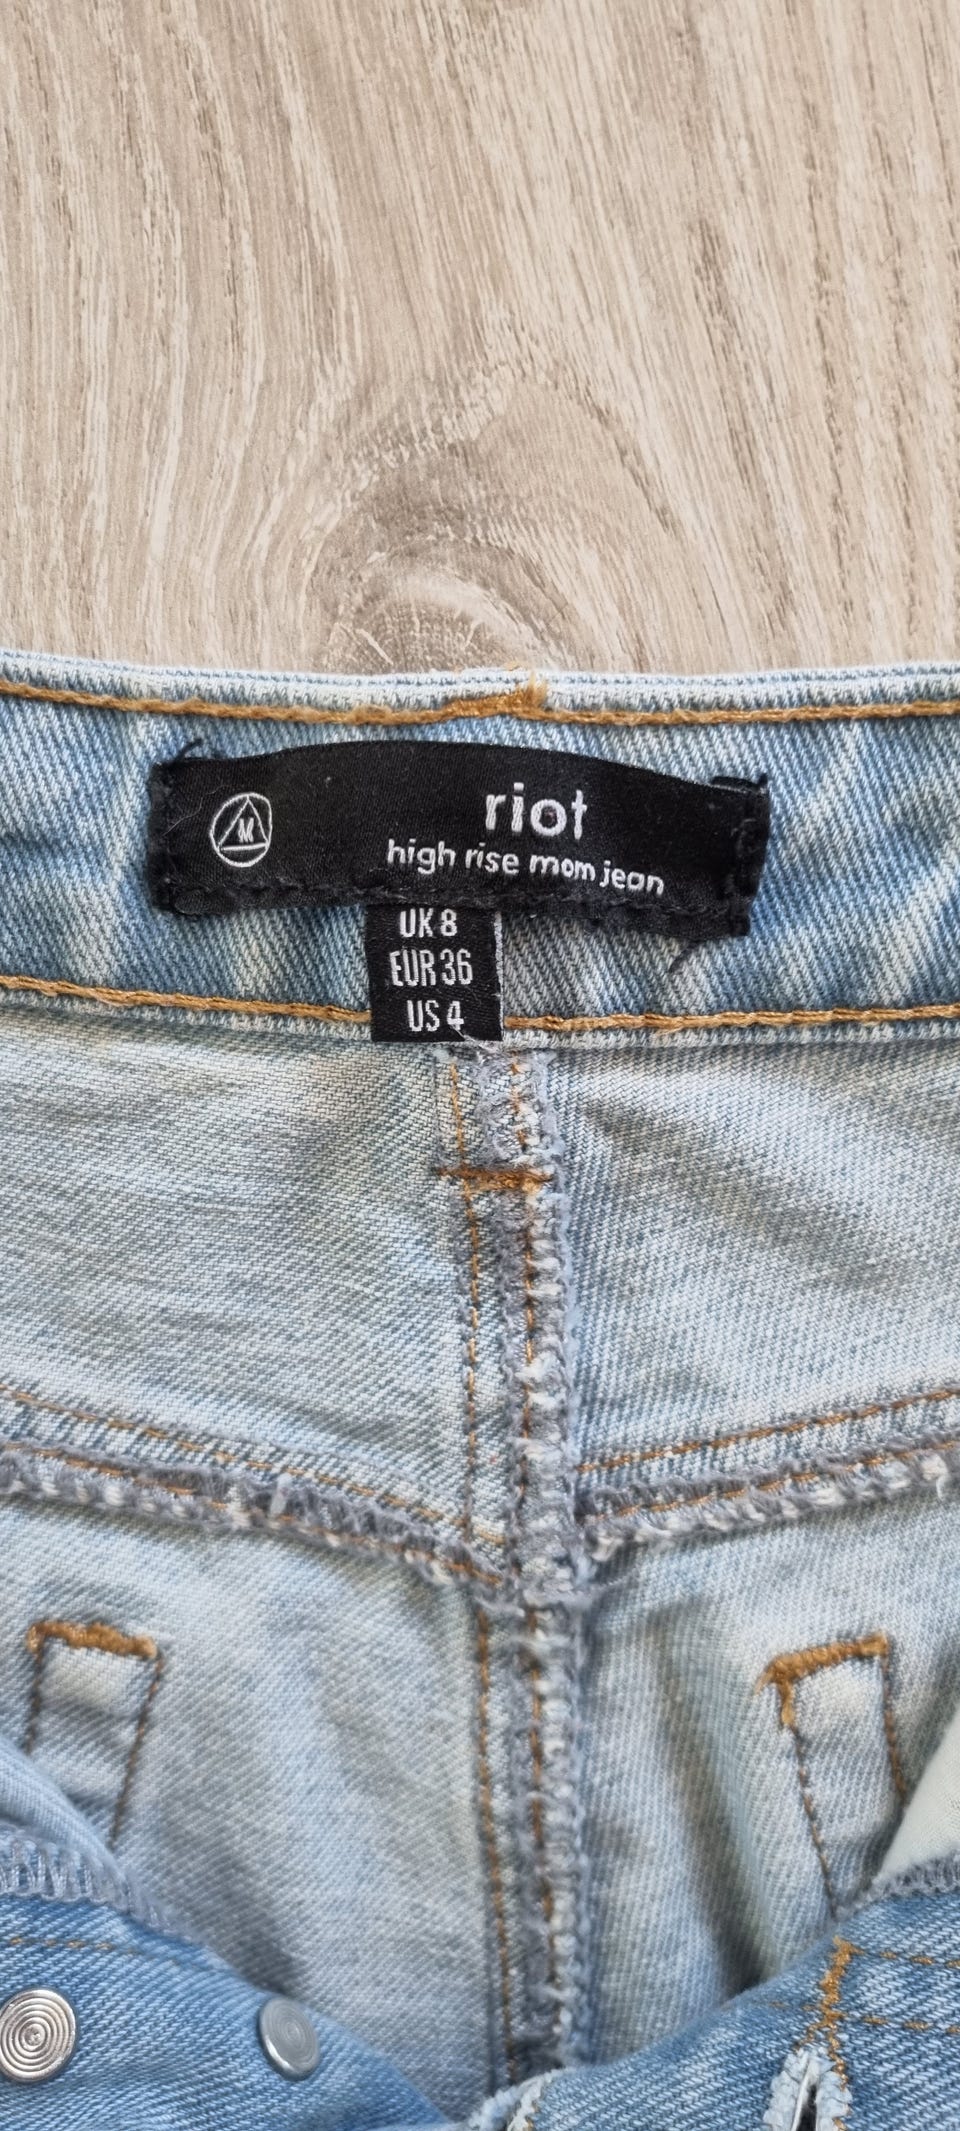 M
riot
high rise mom jean
UK 8
EUR 36
US 4